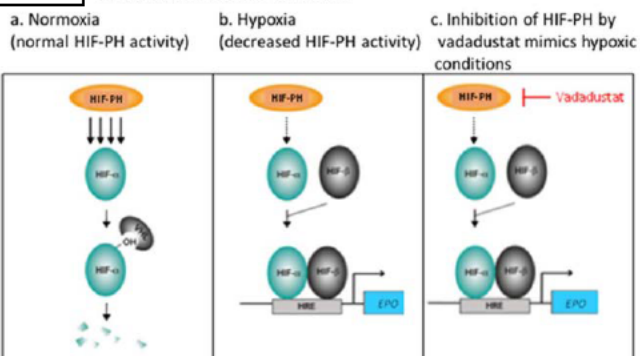 a. Normoxia
(normal HIF-PH activity)
b. Hypoxia
(decreased HIF-PH activity)
c. Inhibition of HIF-PH by
vadadustat mimics hypoxic
conditions
HIF-PH
HIF-α
OH
VHL
HIF-α
HIF-PH
HIF-α
HIF-β
HIF-α
HIF-β
HRE
EPO
HIF-PH
Vadadustat
HIF-α
HIF-β
HIF-α
HIF-β
HRE
EPO